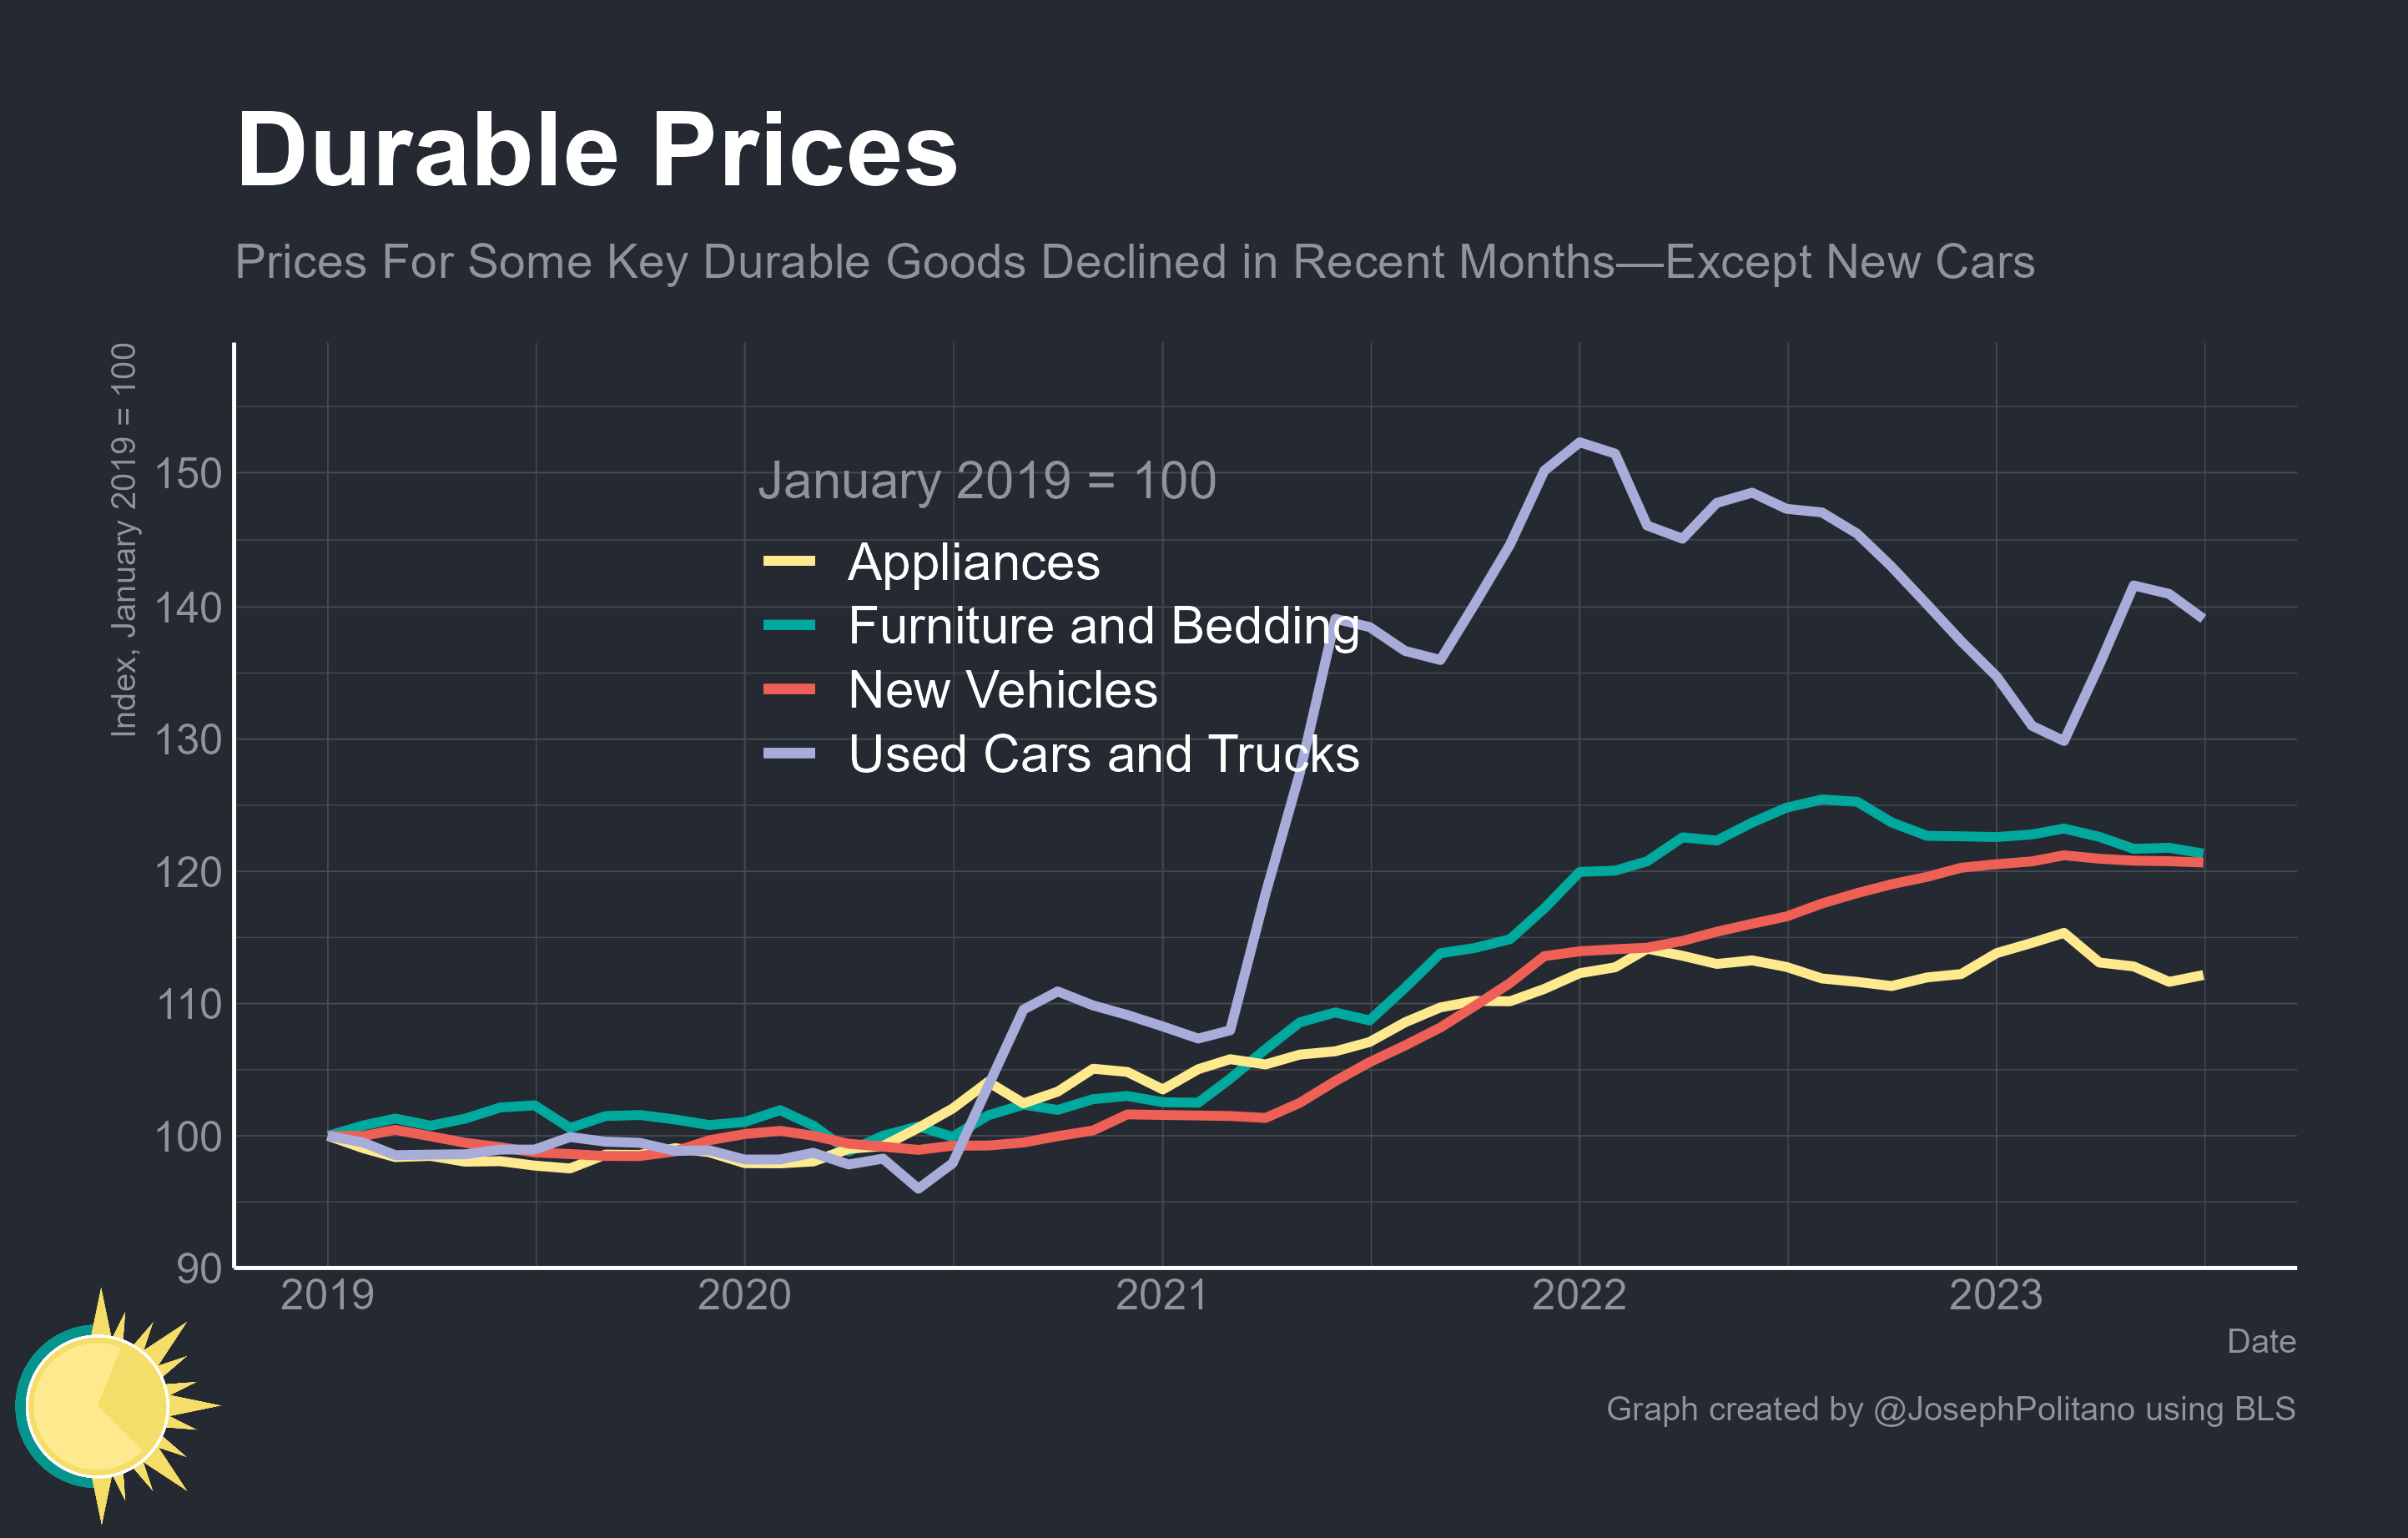 Durable Prices
Prices For Some Key Durable Goods Declined in Recent Months—Except New Cars
Index, January 2019 = 100
150
140
130
120
110
100
90
January 2019 = 100
Appliances
Furniture and Bedding
New Vehicles
Used Cars and Trucks
2019 2020 2021 2022 2023
Date
Graph created by @JosephPolitano using BLS